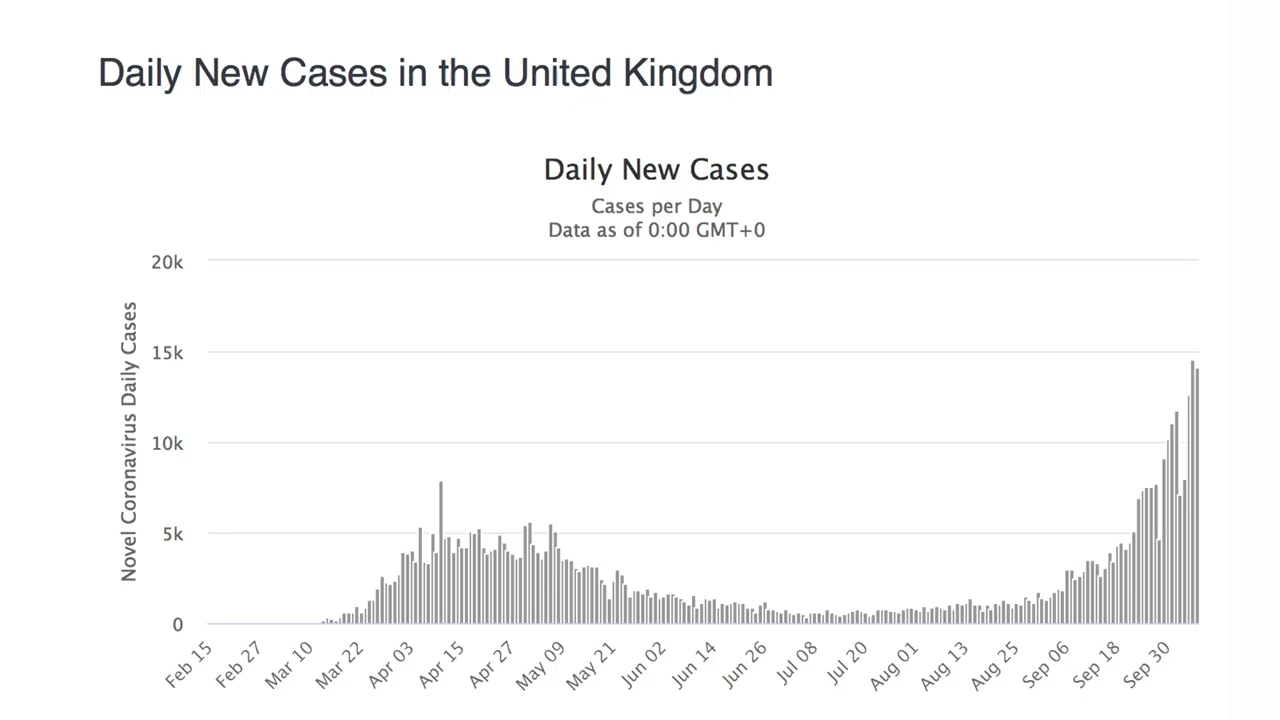 Daily New Cases in the United Kingdom
Daily New Cases
Cases per Day
Data as of 0:00 GMT+0
Novel Coronavirus Daily Cases
20k
15k
10k
5k
0
Feb 15
Feb 27
Mar 10
Mar 22
Apr 03
Apr 15
Apr 27
May 09
May 21
Jun 02
Jun 14
Jun 26
Jul 08
Jul 20
Aug 01
Aug 13
Aug 25
Sep 06
Sep 18
Sep 30